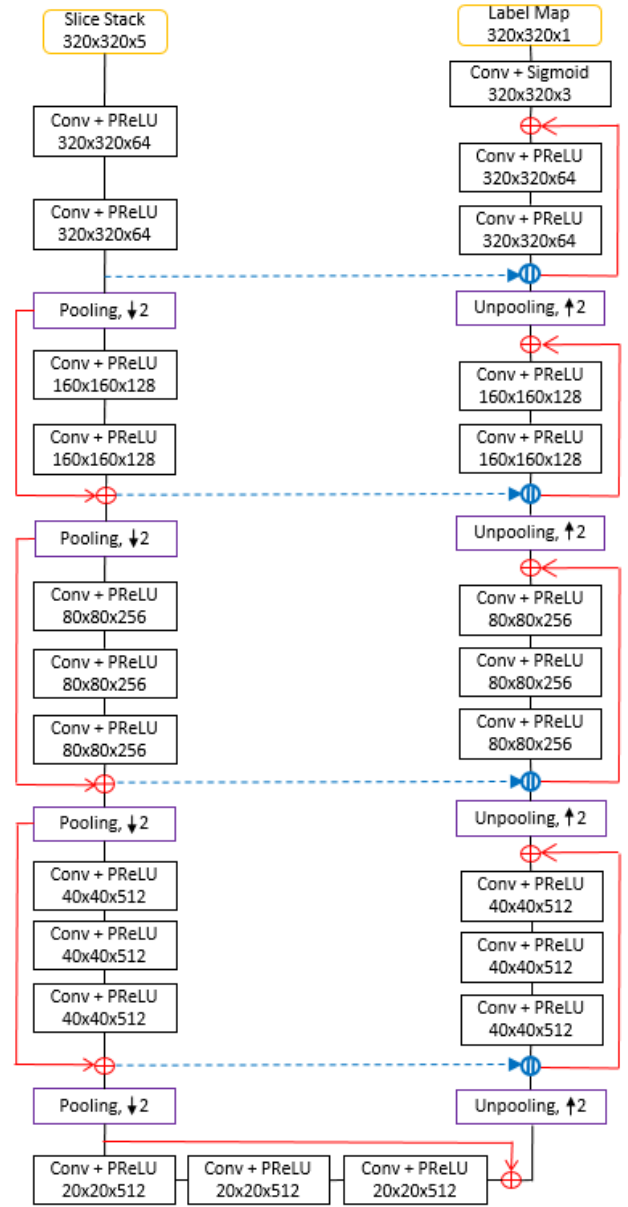 Slice Stack
320x320x5
Conv + PReLU
320x320x64
Conv + PReLU
320x320x64
Pooling, ↓2
Conv + PReLU
160x160x128
Conv + PReLU
160x160x128
Pooling, ↓2
Conv + PReLU
80x80x256
Conv + PReLU
80x80x256
Conv + PReLU
80x80x256
Pooling, ↓2
Conv + PReLU
40x40x512
Conv + PReLU
40x40x512
Conv + PReLU
40x40x512
Pooling, ↓2
Conv + PReLU
20x20x512
Conv + PReLU
20x20x512
Conv + PReLU
20x20x512
Label Map
320x320x1
Conv + Sigmoid
320x320x3
Conv + PReLU
320x320x64
Conv + PReLU
320x320x64
Unpooling, ↑2
Conv + PReLU
160x160x128
Conv + PReLU
160x160x128
Unpooling, ↑2
Conv + PReLU
80x80x256
Conv + PReLU
80x80x256
Conv + PReLU
80x80x256
Unpooling, ↑2
Conv + PReLU
40x40x512
Conv + PReLU
40x40x512
Conv + PReLU
40x40x512
Unpooling, ↑2